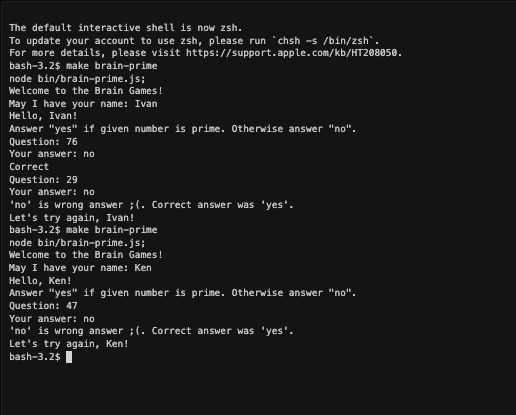 The default interactive shell is now zsh.
To update your account to use zsh, please run `chsh -s /bin/zsh`.
For more details, please visit https://support.apple.com/kb/HT208050.
bash-3.2$ make brain-prime
node bin/brain-prime.js;
Welcome to the Brain Games!
May I have your name: Ivan
Hello, Ivan!
Answer "yes" if given number is prime. Otherwise answer "no".
Question: 76
Your answer: no
Correct
Question: 29
Your answer: no
'no' is wrong answer ;(. Correct answer was 'yes'.
Let's try again, Ivan!
bash-3.2$ make brain-prime
node bin/brain-prime.js;
Welcome to the Brain Games!
May I have your name: Ken
Hello, Ken!
Answer "yes" if given number is prime. Otherwise answer "no".
Question: 47
Your answer: no
'no' is wrong answer ;(. Correct answer was 'yes'.
Let's try again, Ken!
bash-3.2$